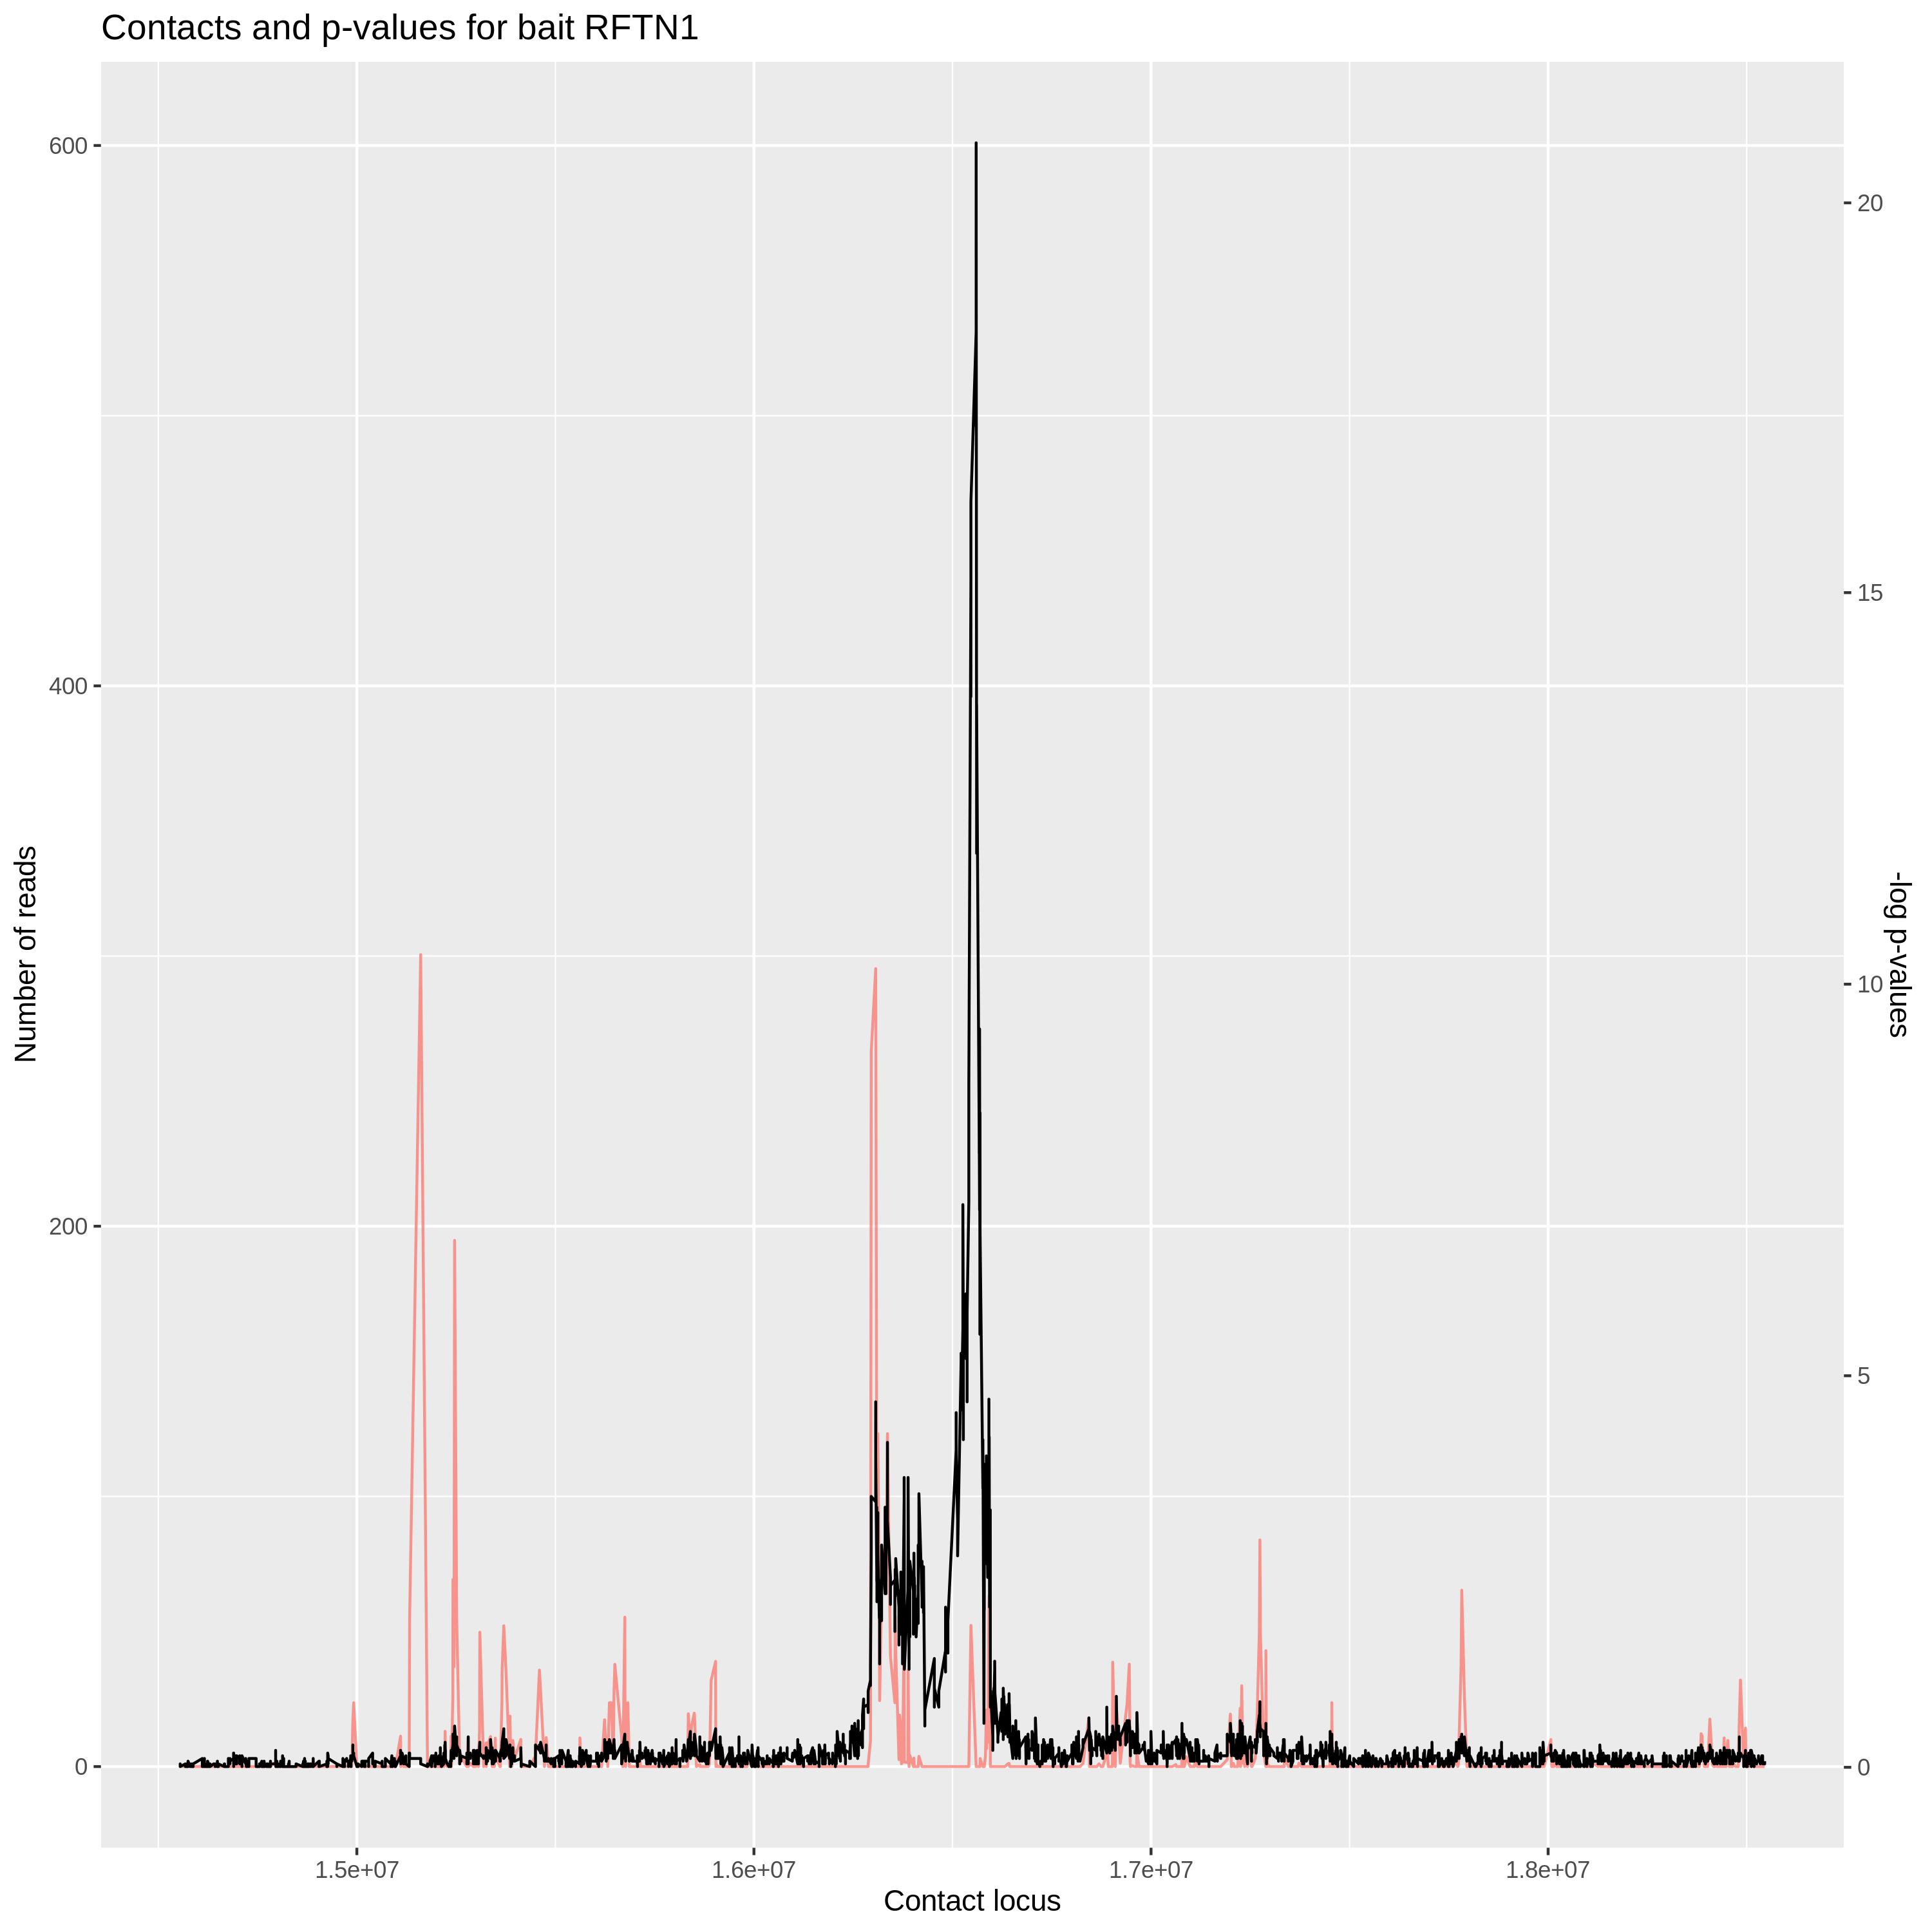 Contacts and p-values for bait RFTN1
600
400
200
0
Number of reads
20
15
10
5
0
-log p-values
1.5e+07
1.6e+07
1.7e+07
1.8e+07
Contact locus